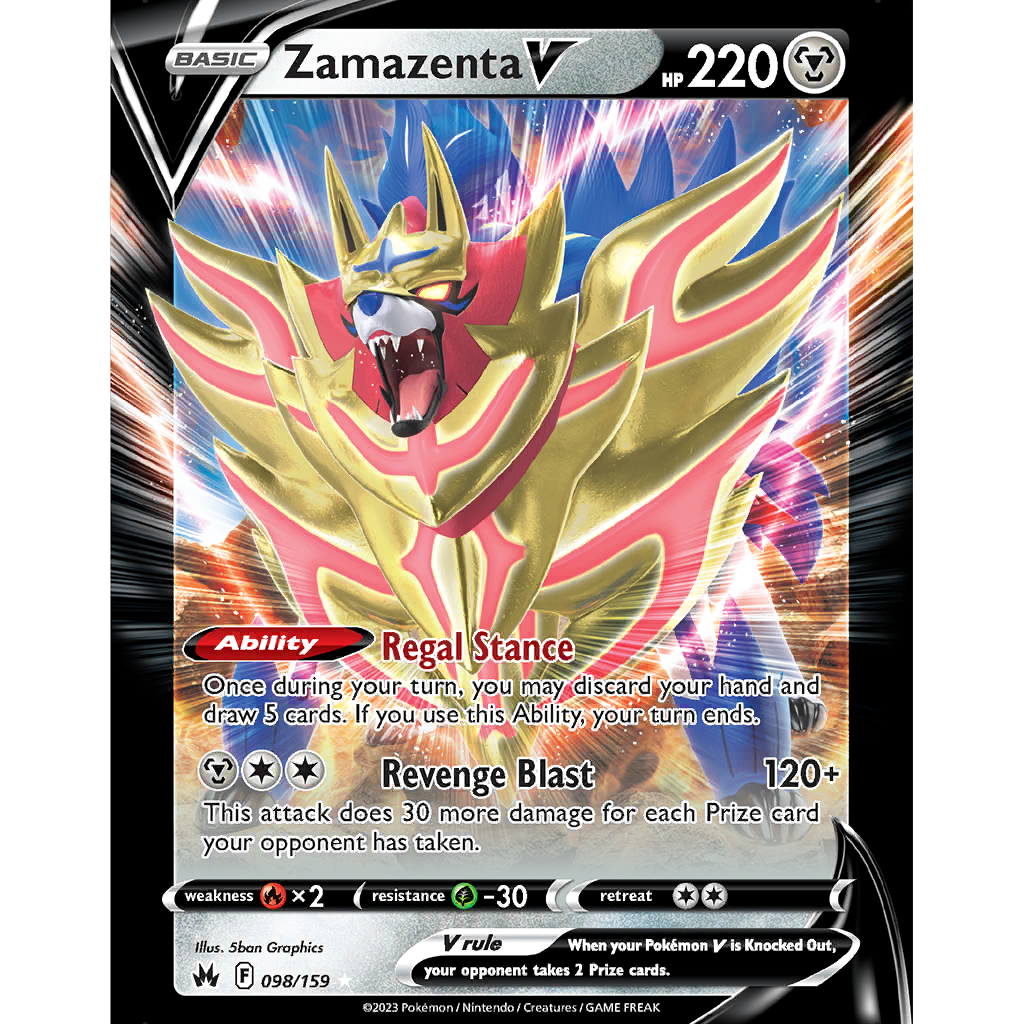 BASIC Zamazenta V HP 220
Ability Regal Stance
Once during your turn, you may discard your hand and
draw 5 cards. If you use this Ability, your turn ends.
Revenge Blast 120+
This attack does 30 more damage for each Prize card
your opponent has taken.
weakness ×2 resistance -30 retreat
Illus. 5ban Graphics
V rule When your Pokémon V is Knocked Out,
your opponent takes 2 Prize cards.
F 098/159
©2023 Pokémon / Nintendo / Creatures / GAME FREAK